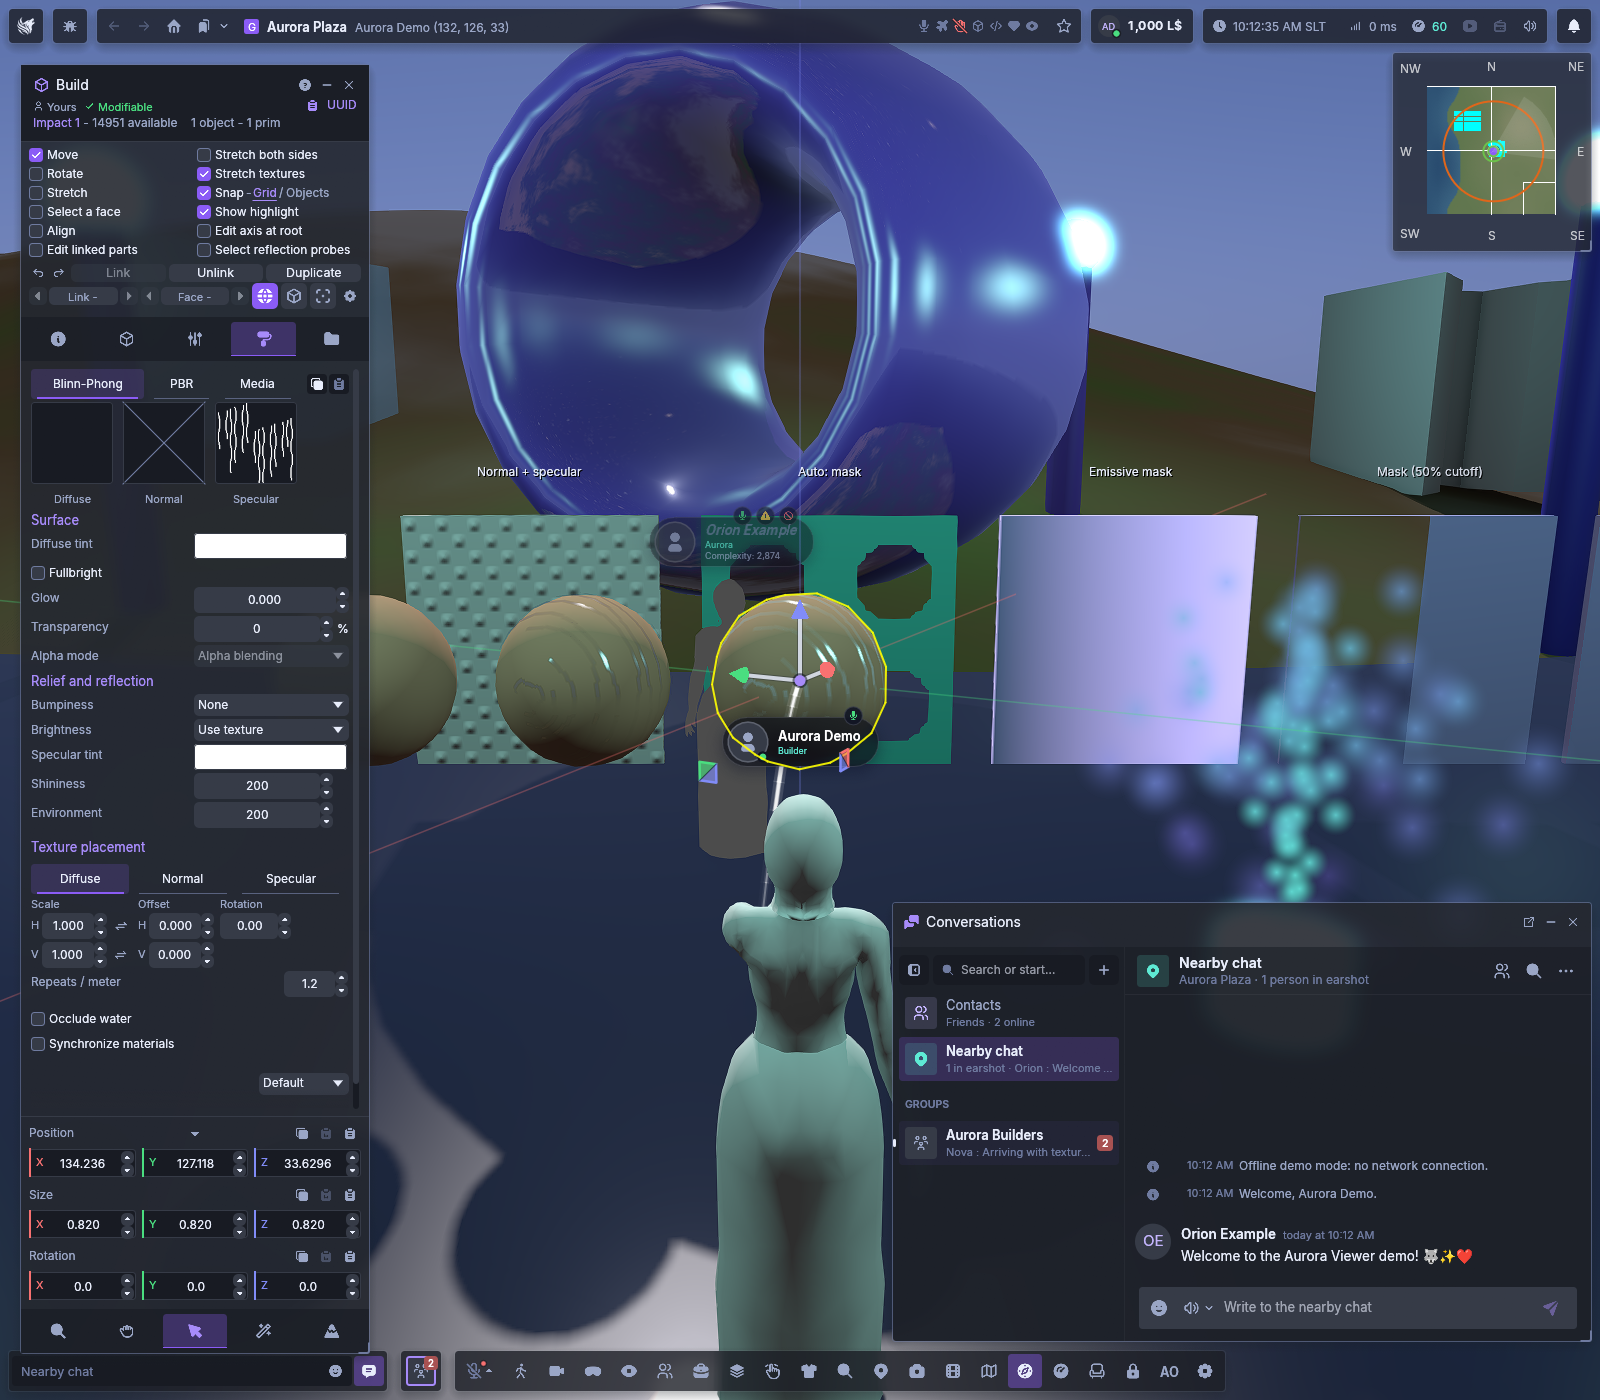 G Aurora Plaza Aurora Demo (132, 126, 33)
AD 1,000 L$
10:12:35 AM SLT 0 ms 60
Build
Yours Modifiable UUID
Impact 1 - 14951 available 1 object - 1 prim
Move Stretch both sides
Rotate Stretch textures
Stretch Snap - Grid / Objects
Select a face Show highlight
Align Edit axis at root
Edit linked parts Select reflection probes
Link Unlink Duplicate
Link - Face -
Blinn-Phong PBR Media
Diffuse Normal Specular
Surface
Diffuse tint
Fullbright
Glow 0.000
Transparency 0 %
Alpha mode Alpha blending
Relief and reflection
Bumpiness None
Brightness Use texture
Specular tint
Shininess 200
Environment 200
Texture placement
Diffuse Normal Specular
Scale Offset Rotation
H 1.000 H 0.000 0.00
V 1.000 V 0.000
Repeats / meter 1.2
Occlude water
Synchronize materials
Default
Position
X 134.236 Y 127.118 Z 33.6296
Size
X 0.820 Y 0.820 Z 0.820
Rotation
X 0.0 Y 0.0 Z 0.0
Nearby chat
2
AO
NW N NE
W E
SW S SE
Normal + specular
Auto: mask
Emissive mask
Mask (50% cutoff)
Orion Example
Aurora
Complexity: 2,874
Aurora Demo
Builder
Conversations
Search or start...
Contacts
Friends · 2 online
Nearby chat
1 in earshot · Orion : Welcome ...
GROUPS
Aurora Builders
Nova : Arriving with textur...
2
Nearby chat
Aurora Plaza · 1 person in earshot
10:12 AM Offline demo mode: no network connection.
10:12 AM Welcome, Aurora Demo.
OE Orion Example today at 10:12 AM
Welcome to the Aurora Viewer demo! 🐺✨❤️
Write to the nearby chat